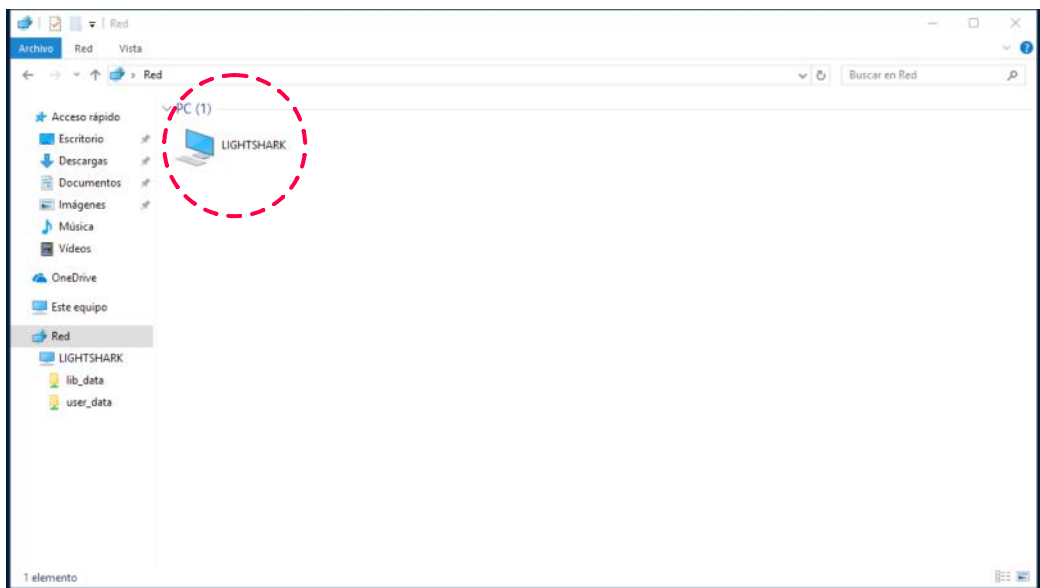 Red
Archivo Red Vista
Red
Buscar en Red
Acceso rápido
Escritorio
Descargas
Documentos
Imágenes
Música
Vídeos
OneDrive
Este equipo
Red
LIGHTSHARK
lib_data
user_data
PC (1)
LIGHTSHARK
1 elemento